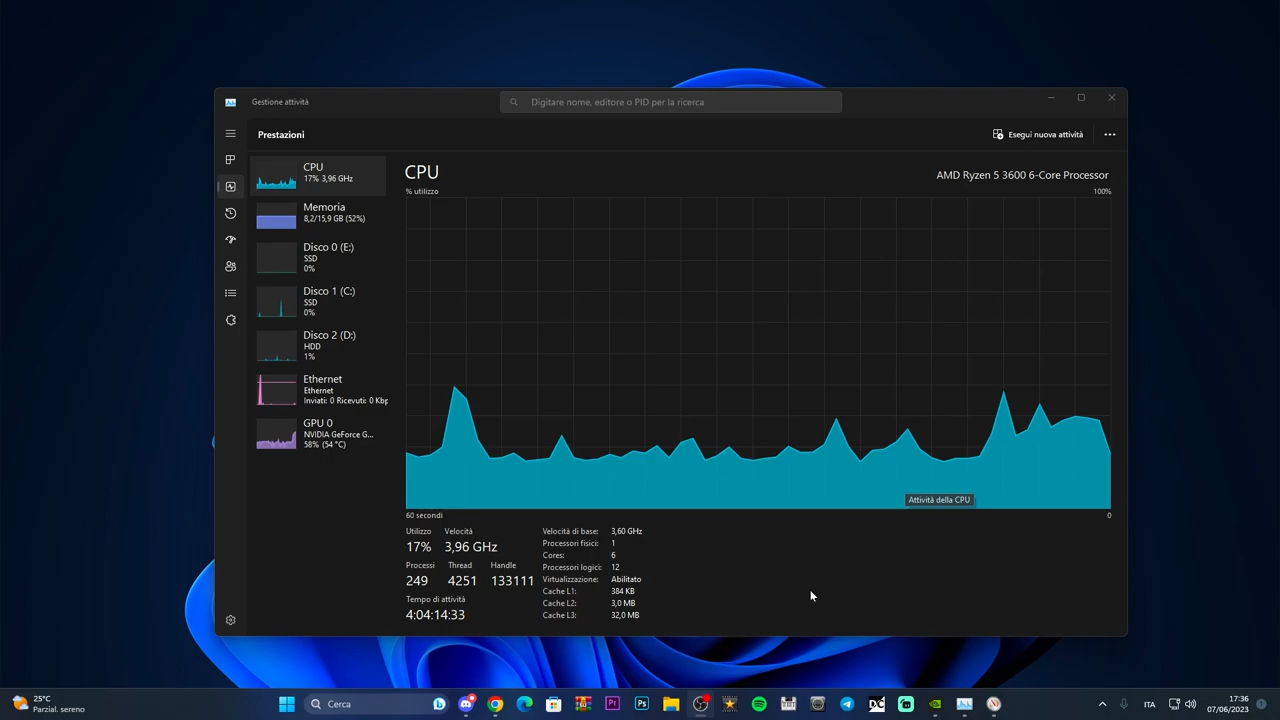 Gestione attività
Digitare nome, editore o PID per la ricerca
Prestazioni
Esegui nuova attività
CPU
17% 3,96 GHz
Memoria
8,2/15,9 GB (52%)
Disco 0 (E:)
SSD
0%
Disco 1 (C:)
SSD
0%
Disco 2 (D:)
HDD
1%
Ethernet
Ethernet
Inviati: 0 Ricevuti: 0 Kbp
GPU 0
NVIDIA GeForce G...
58% (54 °C)
CPU
AMD Ryzen 5 3600 6-Core Processor
% utilizzo
100%
Attività della CPU
60 secondi
0
Utilizzo
Velocità
17%
3,96 GHz
Processi
Thread
Handle
249
4251
133111
Tempo di attività
4:04:14:33
Velocità di base: 3,60 GHz
Processori fisici: 1
Cores: 6
Processori logici: 12
Virtualizzazione: Abilitato
Cache L1: 384 KB
Cache L2: 3,0 MB
Cache L3: 32,0 MB
25°C
Parzial. sereno
Cerca
Pr
Ps
DC
ITA
17:36
07/06/2023